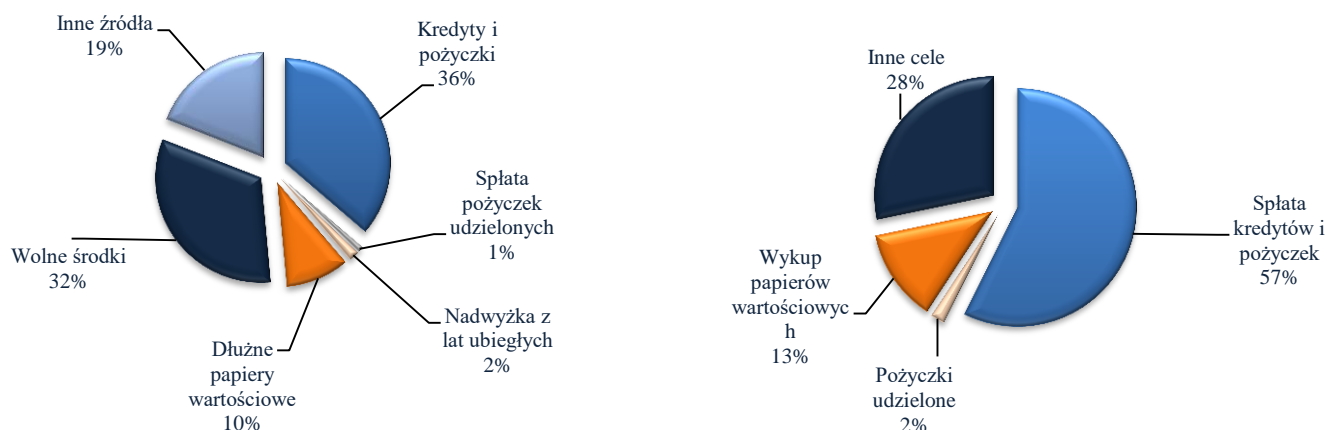 Inne źródła
19%
Kredyty i
pożyczki
36%
Spłata
pożyczek
udzielonych
1%
Nadwyżka z
lat ubiegłych
2%
Dłużne
papiery
wartościowe
10%
Wolne środki
32%
Inne cele
28%
Spłata
kredytów i
pożyczek
57%
Pożyczki
udzielone
2%
Wykup
papierów
wartościowyc
h
13%